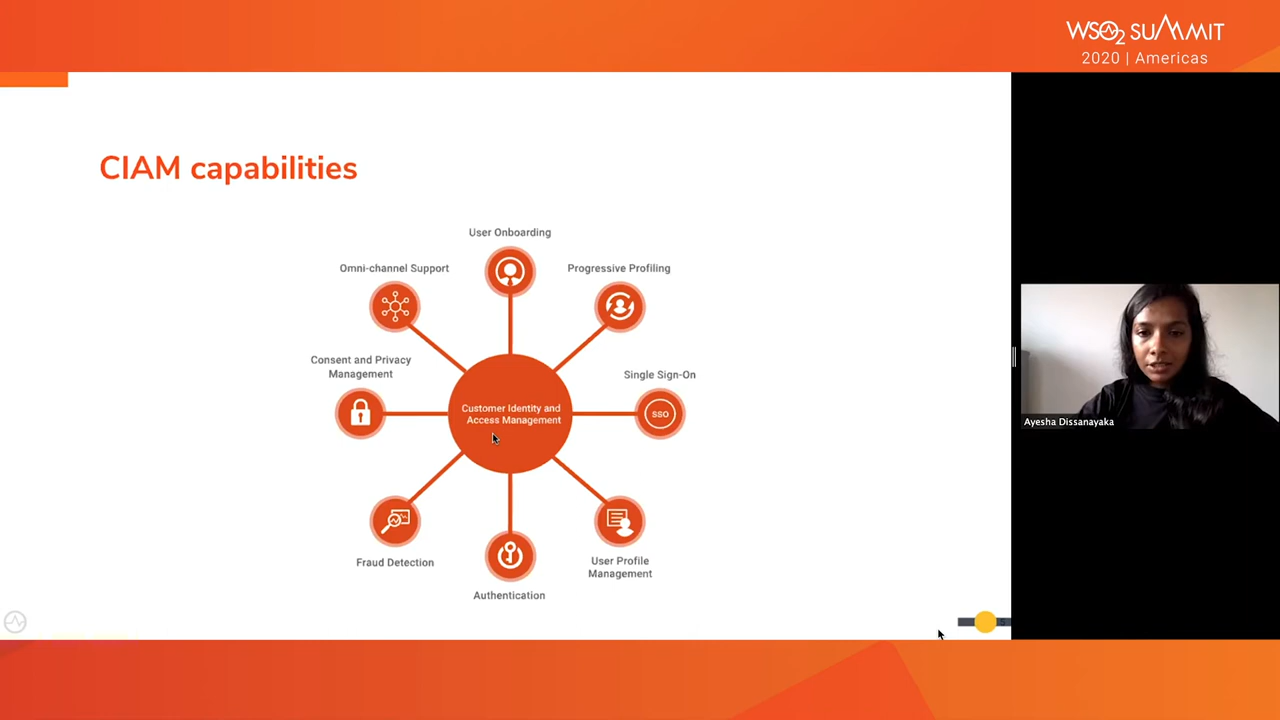 WSO2 SUMMIT
2020 | Americas
CIAM capabilities
User Onboarding
Omni-channel Support
Progressive Profiling
Consent and Privacy
Management
Single Sign-On
SSO
Customer Identity and
Access Management
Fraud Detection
User Profile
Management
Authentication
Ayesha Dissanayaka
5